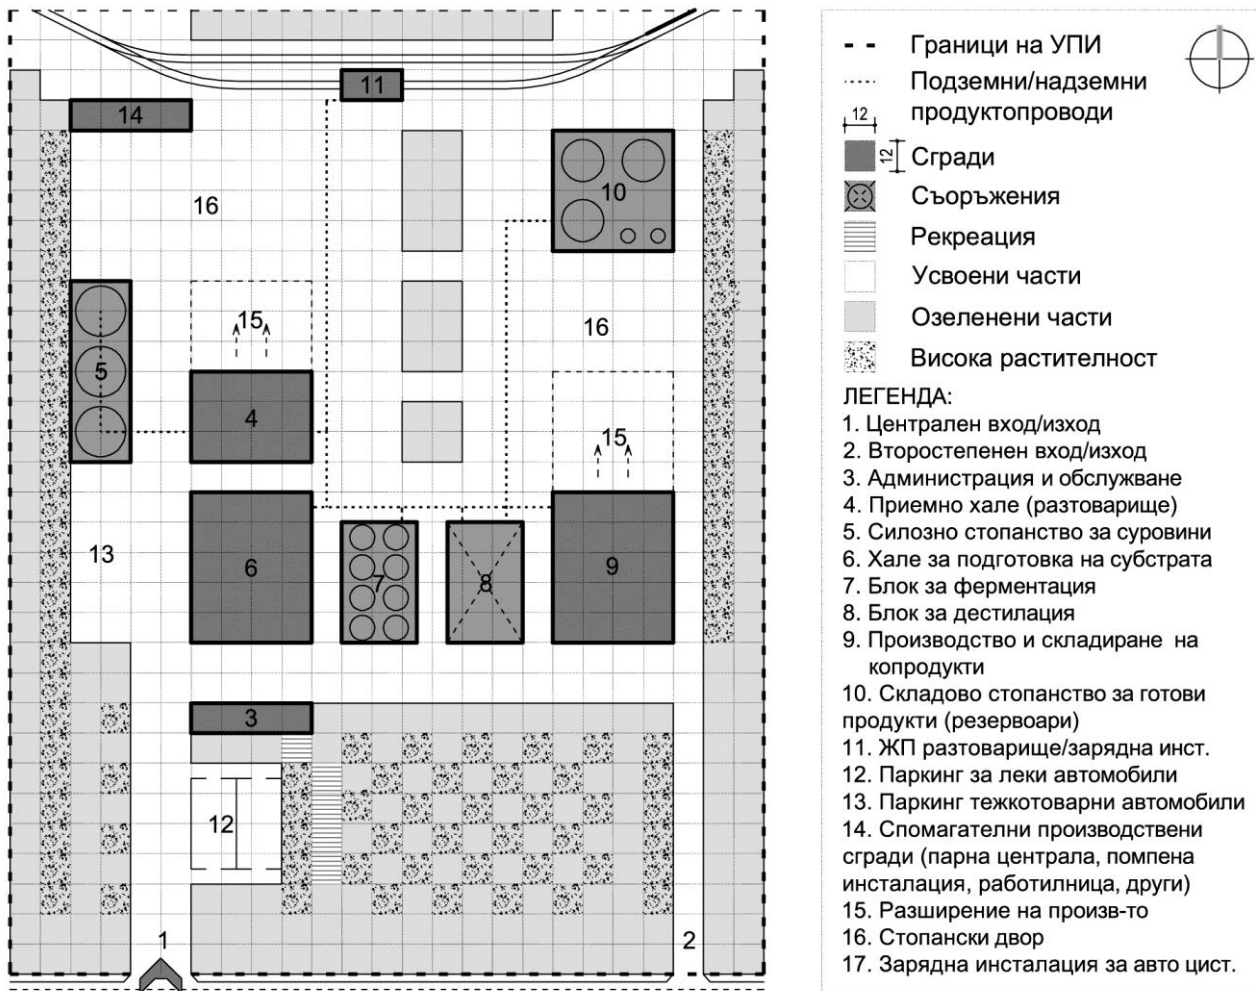 11
14
10
16
15
16
5
4
15
13
6
7
8
9
3
12
1
2
Граници на УПИ
Подземни/надземни
продуктопроводи
12
12
Сгради
Съоръжения
Рекреация
Усвоени части
Озеленени части
Висока растителност
ЛЕГЕНДА:
1. Централен вход/изход
2. Второстепенен вход/изход
3. Администрация и обслужване
4. Приемно хале (разтоварище)
5. Силозно стопанство за суровини
6. Хале за подготовка на субстрата
7. Блок за ферментация
8. Блок за дестилация
9. Производство и складиране на
копродукти
10. Складово стопанство за готови
продукти (резервоари)
11. ЖП разтоварище/зарядна инст.
12. Паркинг за леки автомобили
13. Паркинг тежкотоварни автомобили
14. Спомагателни производствени
сгради (парна централа, помпена
инсталация, работилница, други)
15. Разширение на произв-то
16. Стопански двор
17. Зарядна инсталация за авто цист.